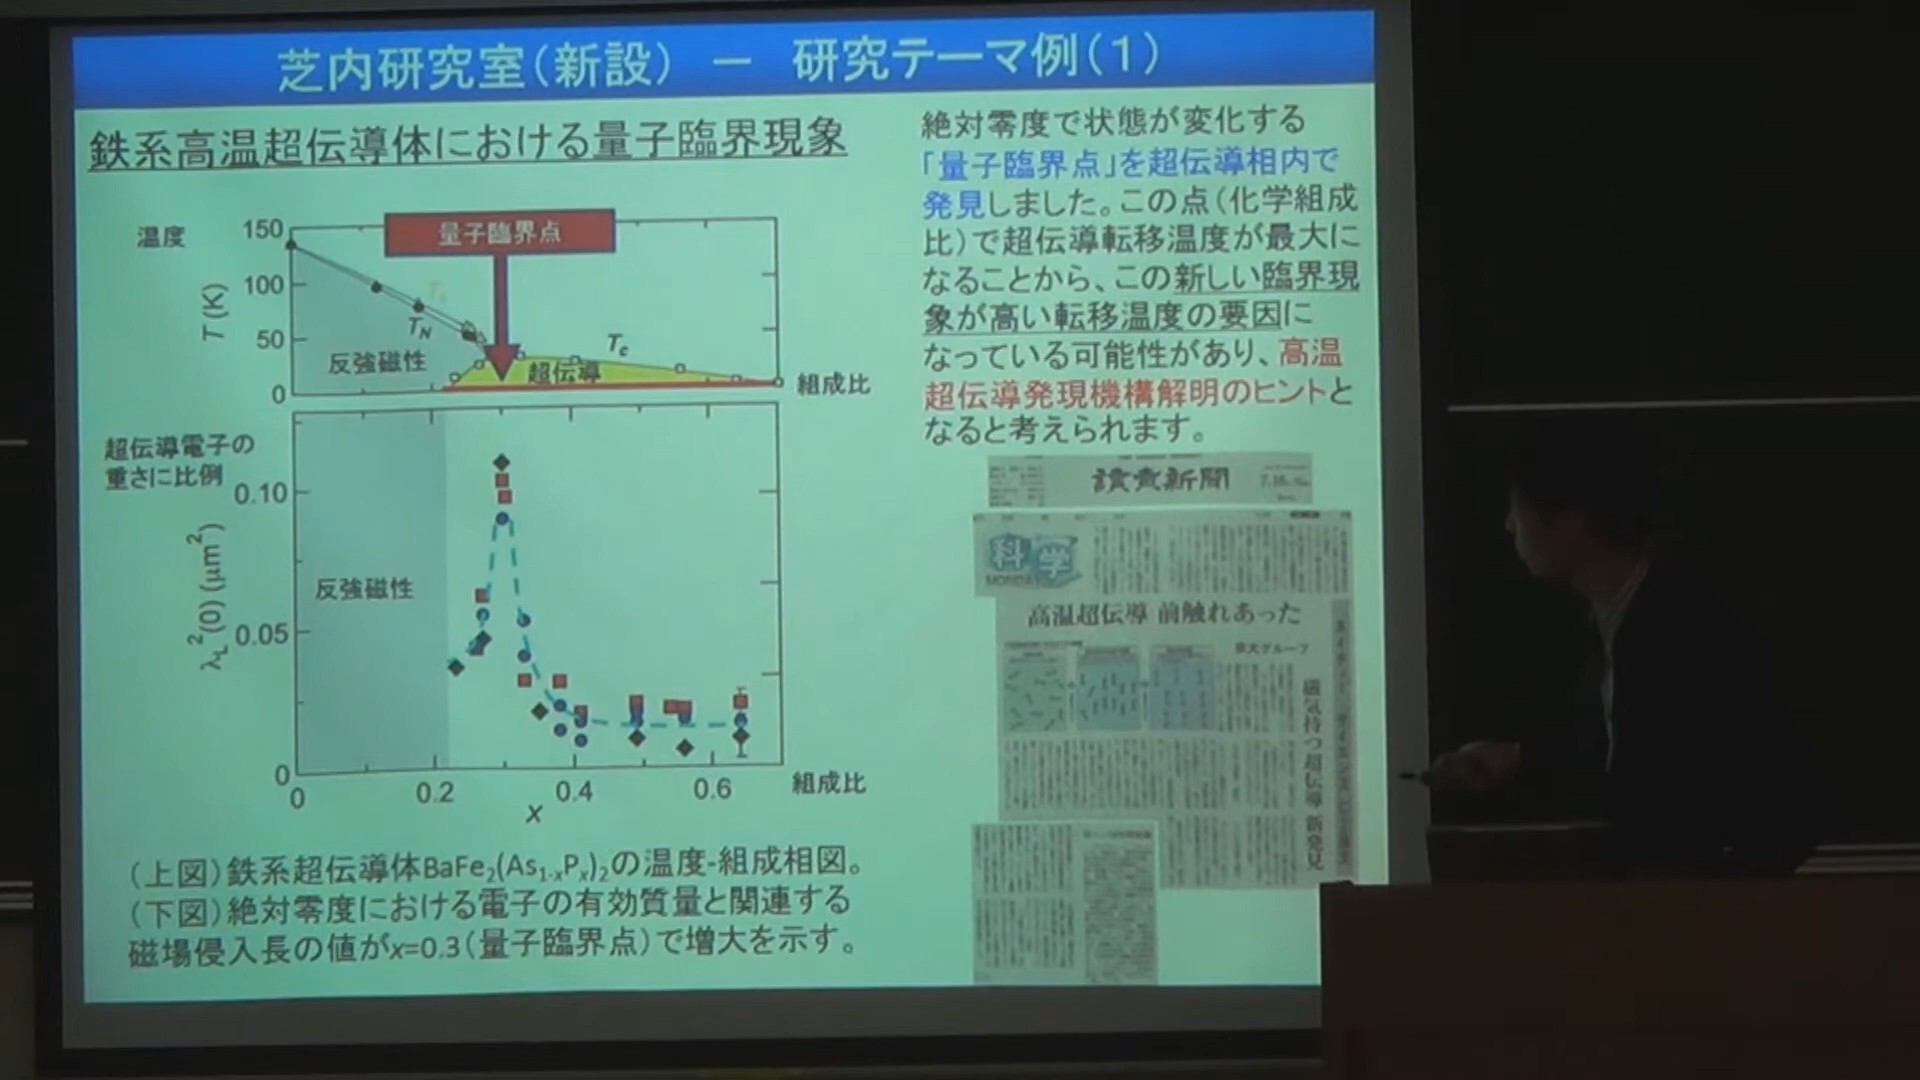 芝内研究室(新設) － 研究テーマ例(1)
鉄系高温超伝導体における量子臨界現象
温度
150
100
50
0
T (K)
量子臨界点
TN
Tc
反強磁性
超伝導
組成比
超伝導電子の
重さに比例
0.10
0.05
0
λL2(0) (μm2)
反強磁性
0
0.2
0.4
0.6
x
組成比
(上図)鉄系超伝導体BaFe2(As1-xPx)2の温度-組成相図。
(下図)絶対零度における電子の有効質量と関連する
磁場侵入長の値がx=0.3(量子臨界点)で増大を示す。
絶対零度で状態が変化する
「量子臨界点」を超伝導相内で
発見しました。この点(化学組成
比)で超伝導転移温度が最大に
なることから、この新しい臨界現
象が高い転移温度の要因に
なっている可能性があり、高温
超伝導発現機構解明のヒントと
なると考えられます。
読売新聞
科学
MONDAY
高温超伝導 前触れあった
京大グループ
磁気持つ超伝導 新発見